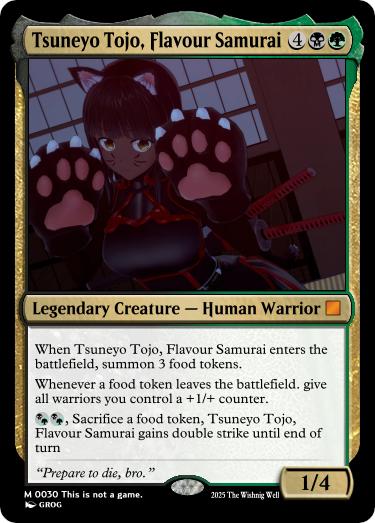 Tsuneyo Tojo, Flavour Samurai 4
Legendary Creature — Human Warrior
When Tsuneyo Tojo, Flavour Samurai enters the
battlefield, summon 3 food tokens.
Whenever a food token leaves the battlefield. give
all warriors you control a +1/+ counter.
, Sacrifice a food token, Tsuneyo Tojo,
Flavour Samurai gains double strike until end of
turn
“Prepare to die, bro.”
1/4
M 0030 This is not a game.
2025 The Wishnig Well
GROG